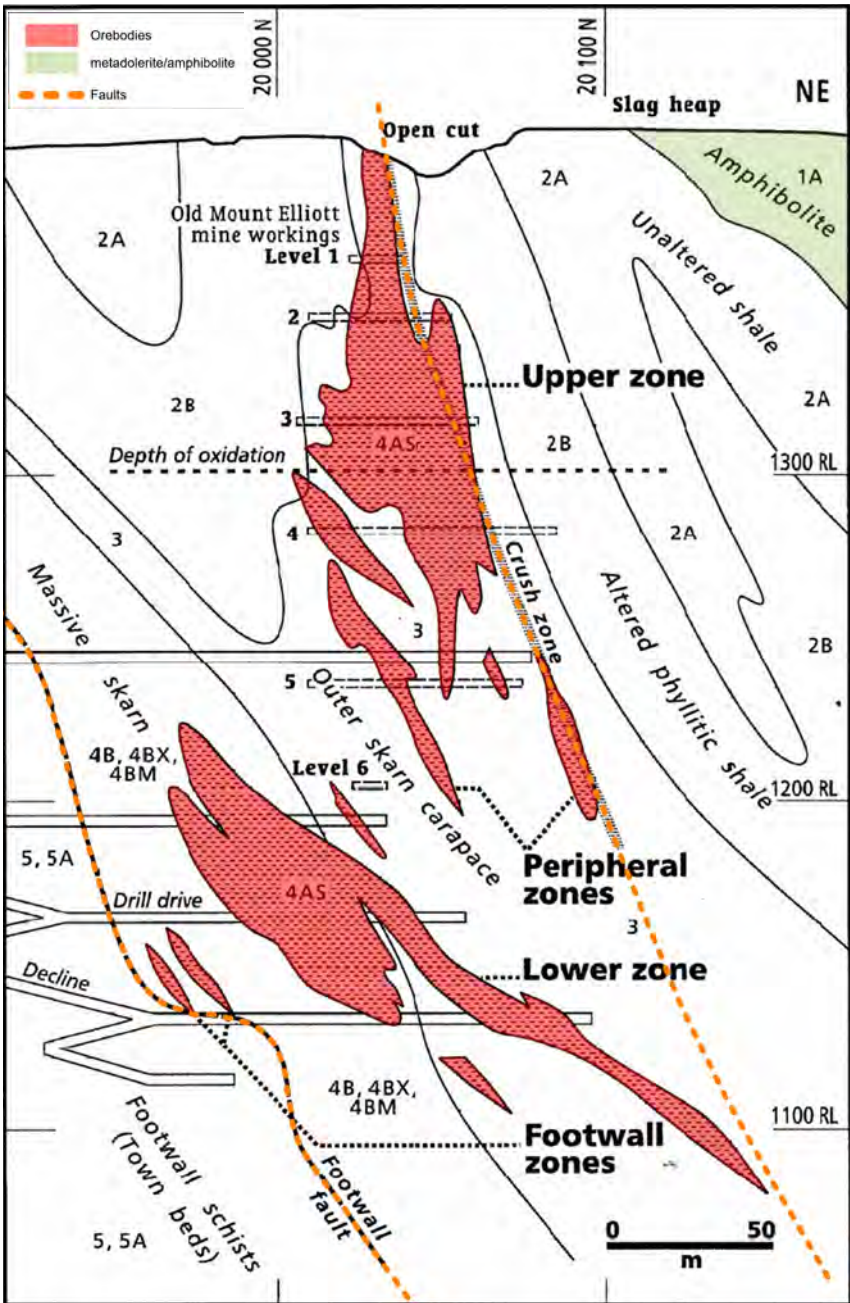 Orebodies
metadolerite/amphibolite
Faults
20 000
20 100
NE
Slag heap
Open cut
2A
1A
Amphibolite
2A
Old Mount Elliott
mine workings
Level 1
Unaltered shale
2
Upper zone
2B
3
4AS
2B
2A
Depth of oxidation
1300 RL
3
4
2A
Crush zone
Massive skarn
3
Altered phyllitic shale
2B
5
Outer skarn carapace
4B, 4BX,
4BM
Level 6
1200 RL
5, 5A
Peripheral
zones
4AS
Drill drive
3
Decline
Lower zone
4B, 4BX,
4BM
1100 RL
Footwall schists
(Town beds)
Footwall
zones
Footwall
fault
5, 5A
0 50
m